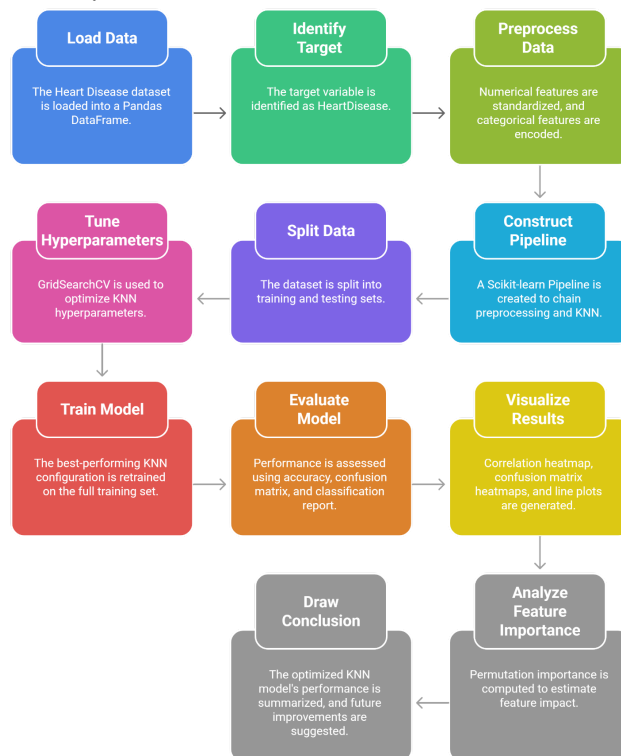 Load Data
The Heart Disease dataset
is loaded into a Pandas
DataFrame.
Identify
Target
The target variable is
identified as HeartDisease.
Preprocess
Data
Numerical features are
standardized, and
categorical features are
encoded.
Construct
Pipeline
A Scikit-learn Pipeline is
created to chain
preprocessing and KNN.
Split Data
The dataset is split into
training and testing sets.
Tune
Hyperparameters
GridSearchCV is used to
optimize KNN
hyperparameters.
Train Model
The best-performing KNN
configuration is retrained
on the full training set.
Evaluate
Model
Performance is assessed
using accuracy, confusion
matrix, and classification
report.
Visualize
Results
Correlation heatmap,
confusion matrix
heatmaps, and line plots
are generated.
Analyze
Feature
Importance
Permutation importance is
computed to estimate
feature impact.
Draw
Conclusion
The optimized KNN
model's performance is
summarized, and future
improvements are
suggested.